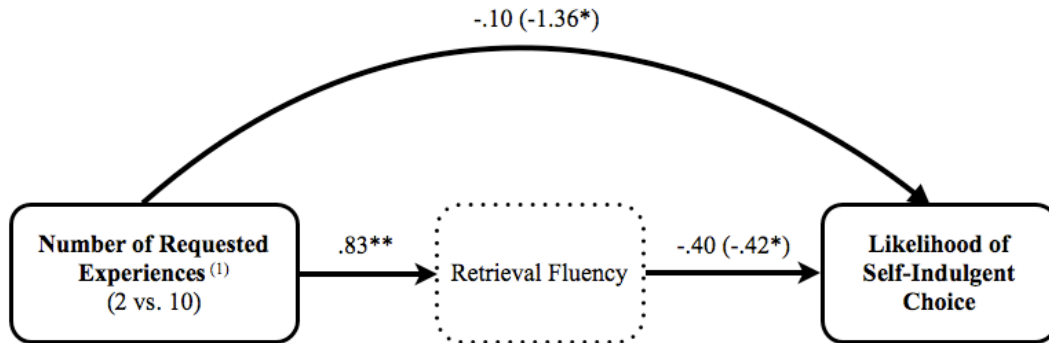 -.10 (-1.36*)
Number of Requested
Experiences (1)
(2 vs. 10)
.83**
Retrieval Fluency
-.40 (-.42*)
Likelihood of
Self-Indulgent
Choice